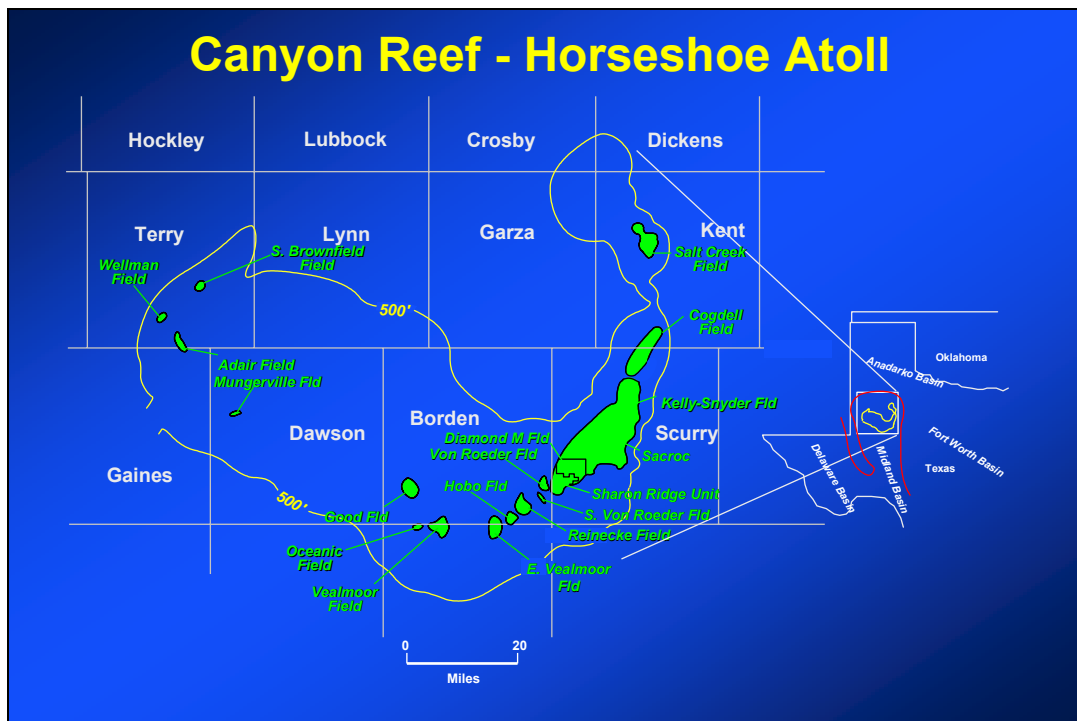 Canyon Reef - Horseshoe Atoll
Hockley
Lubbock
Crosby
Dickens
Terry
Lynn
Garza
Kent
S. Brownfield
Field
Wellman
Field
Salt Creek
Field
500'
Cogdell
Field
Adair Field
Mungerville Fld
Oklahoma
Anadarko Basin
Kelly-Snyder Fld
Borden
Dawson
Diamond M Fld
Scurry
Von Roeder Fld
Sacroc
Fort Worth Basin
Gaines
Hobo Fld
Sharon Ridge Unit
Texas
Delaware Basin
Midland Basin
500'
Good Fld
S. Von Roeder Fld
Reinecke Field
Oceanic
Field
E. Vealmoor
Fld
Vealmoor
Field
0 20
Miles